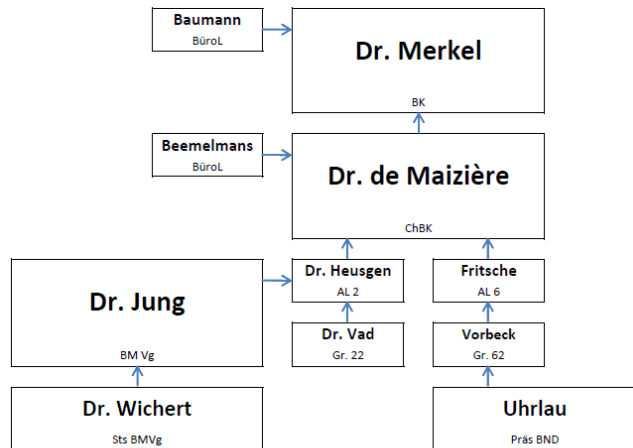 Baumann
BüroL
Dr. Merkel
BK
Beemelmans
BüroL
Dr. de Maizière
ChBK
Dr. Jung
BM Vg
Dr. Heusgen
AL 2
Fritsche
AL 6
Dr. Vad
Gr. 22
Vorbeck
Gr. 62
Dr. Wichert
Sts BMVg
Uhrlau
Präs BND